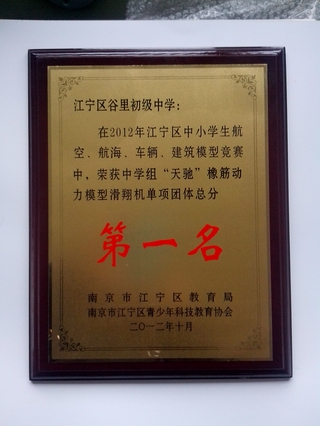 江宁区谷里初级中学:
在2012年江宁区中小学生航
空、航海、车辆、建筑模型竞赛
中,荣获中学组“天驰”橡筋动
力模型滑翔机单项团体总分
第一名
南京市江宁区教育局
南京市江宁区青少年科技教育协会
二〇一二年十月